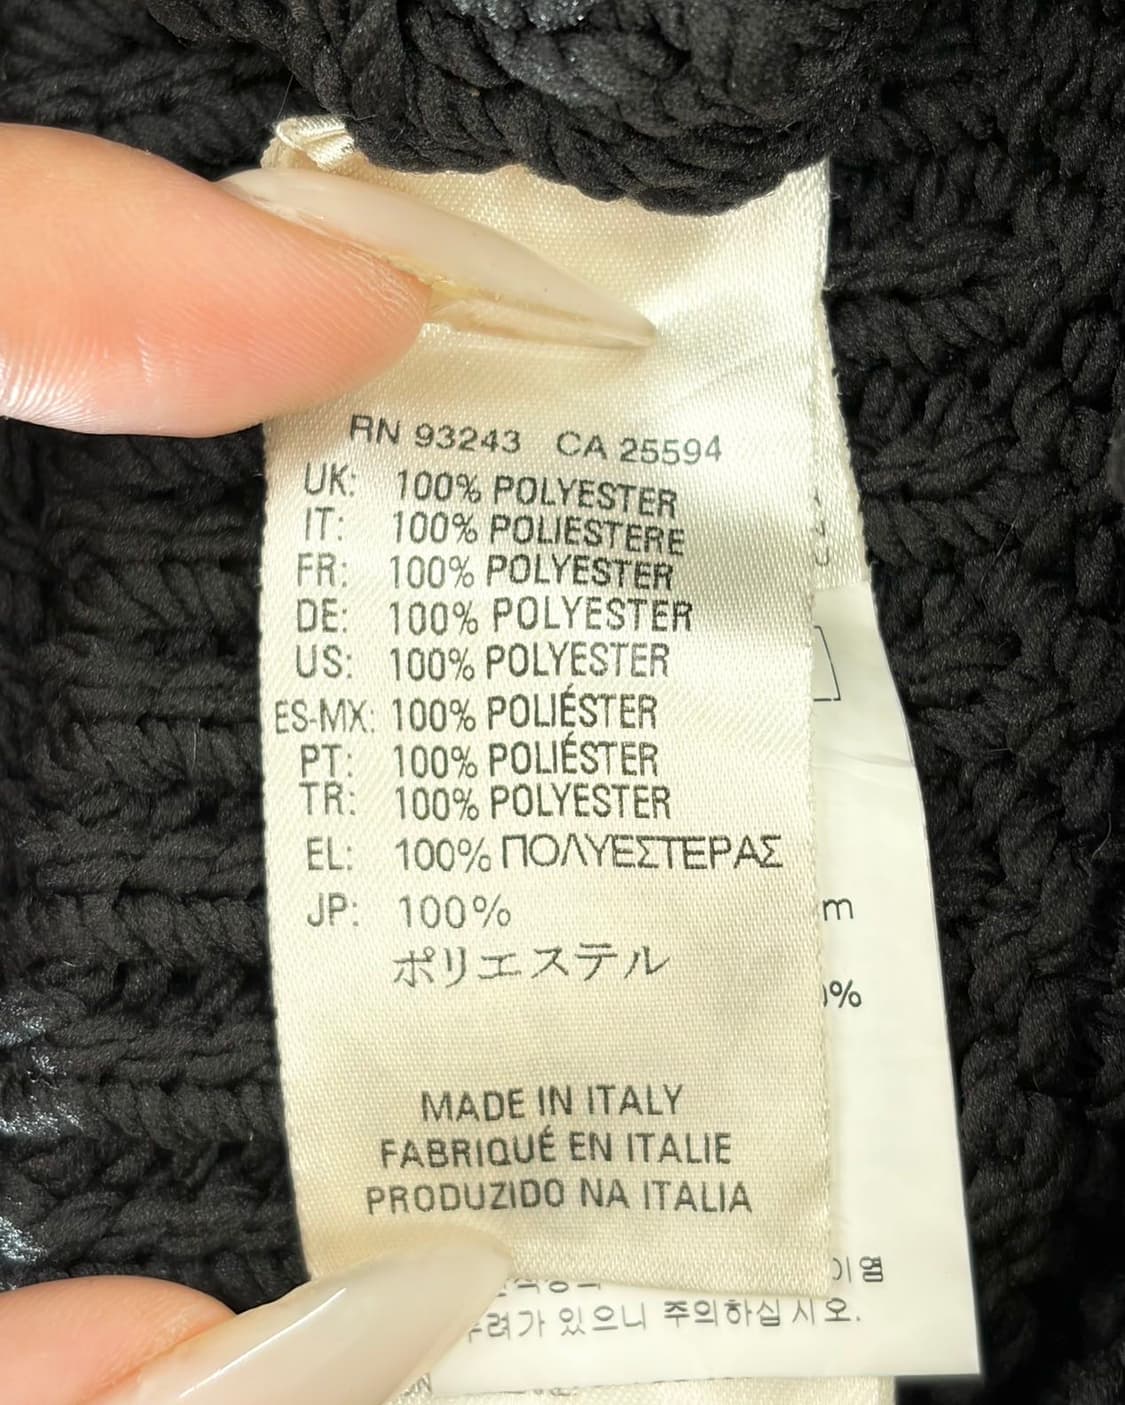 RN 93243 CA 25594
UK: 100% POLYESTER
IT: 100% POLIESTERE
FR: 100% POLYESTER
DE: 100% POLYESTER
US: 100% POLYESTER
ES-MX: 100% POLIÉSTER
PT: 100% POLIÉSTER
TR: 100% POLYESTER
EL: 100% ΠΟΛΥΕΣΤΕΡΑΣ
JP: 100%
ポリエステル
MADE IN ITALY
FABRIQUÉ EN ITALIE
PRODUZIDO NA ITALIA
m
%
있으니 주의하십시오.